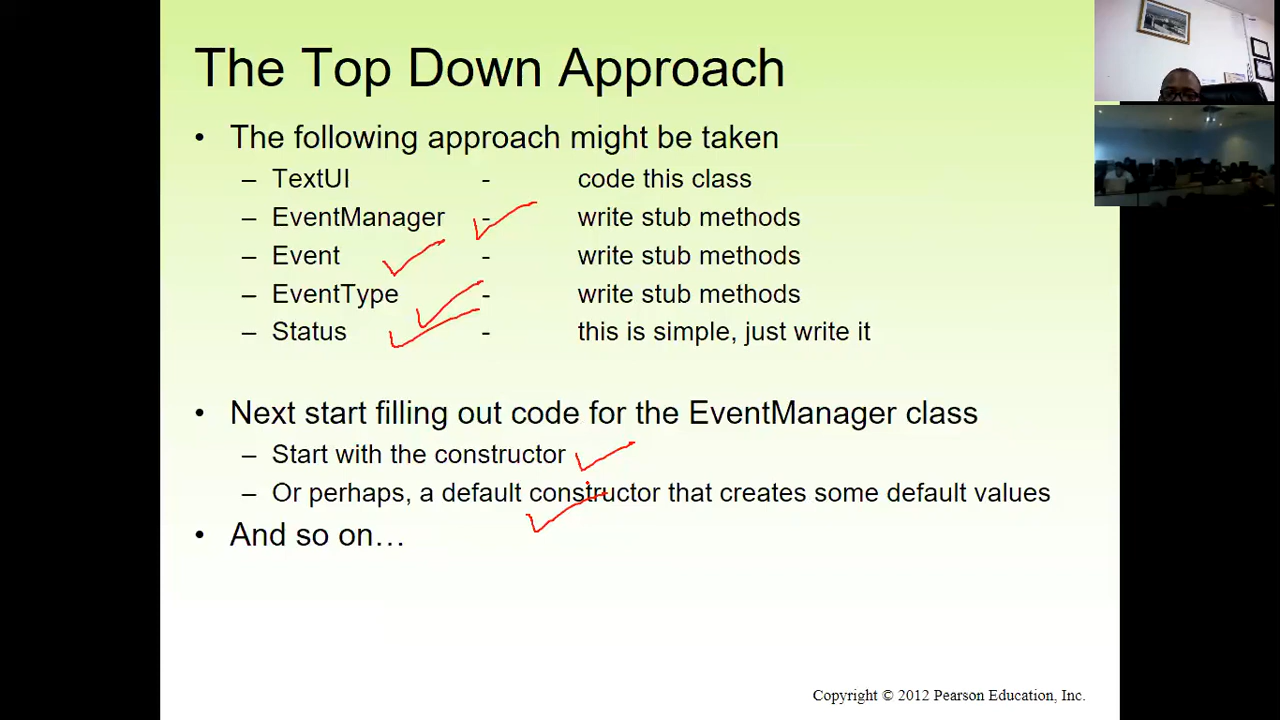 The Top Down Approach
• The following approach might be taken
– TextUI - code this class
– EventManager - write stub methods
– Event - write stub methods
– EventType - write stub methods
– Status - this is simple, just write it
• Next start filling out code for the EventManager class
– Start with the constructor
– Or perhaps, a default constructor that creates some default values
• And so on…
Copyright © 2012 Pearson Education, Inc.